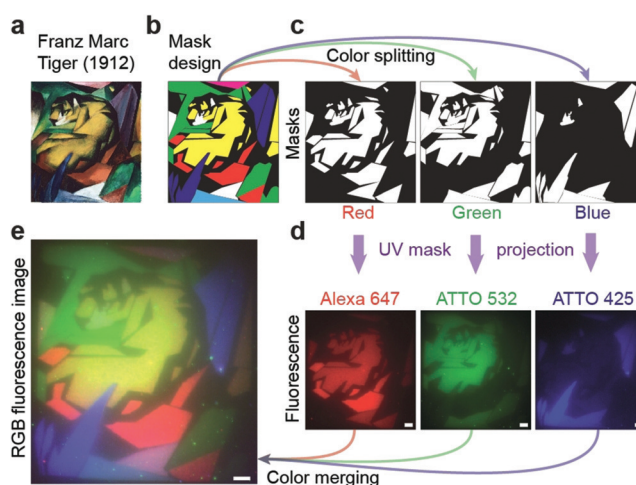 a
Franz Marc
Tiger (1912)
b
Mask
design
c
Color splitting
Masks
Red
Green
Blue
d
UV mask
projection
Alexa 647
ATTO 532
ATTO 425
Fluorescence
e
RGB fluorescence image
Color merging